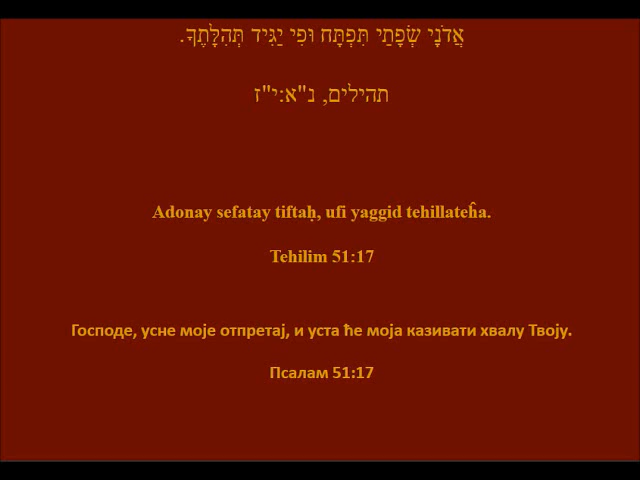 אֲדֹנָי שְׂפָתַי תִּפְתָּח וּפִי יַגִּיד תְּהִלָּתֶךָ.
תהילים, נ"א:י"ז
Adonay sefatay tiftaḥ, ufi yaggid tehillateĥa.
Tehilim 51:17
Господе, усне моје отпретај, и уста ће моја казивати хвалу Твоју.
Псалам 51:17